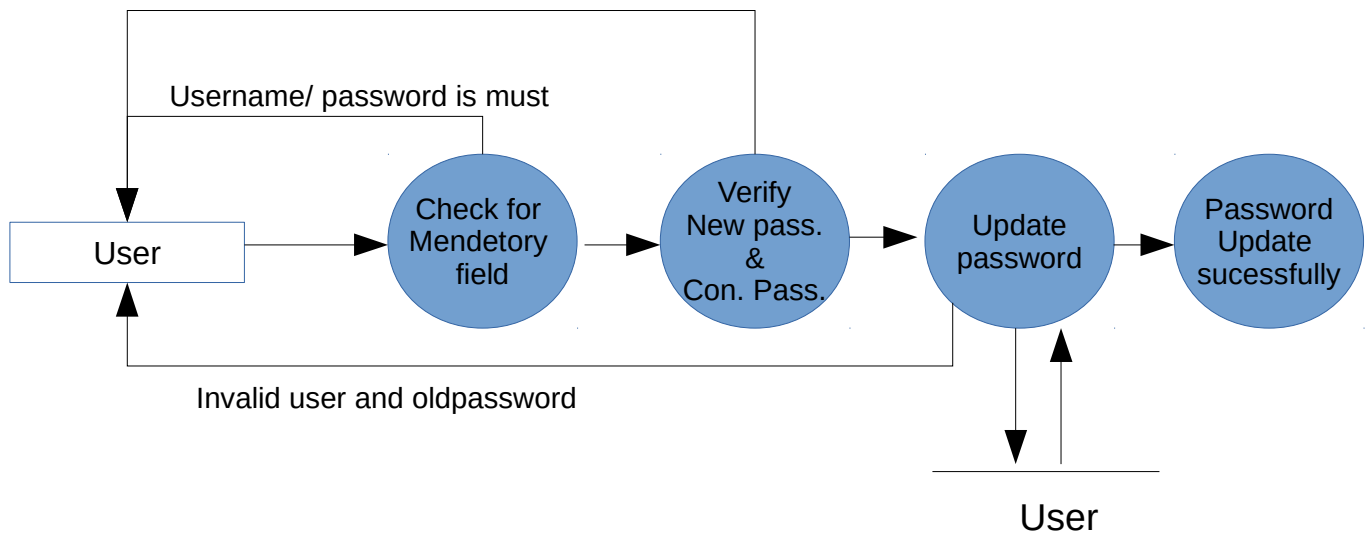 Username/ password is must
User
Check for
Mendetory
field
Verify
New pass.
&
Con. Pass.
Update
password
Password
Update
sucessfully
Invalid user and oldpassword
User